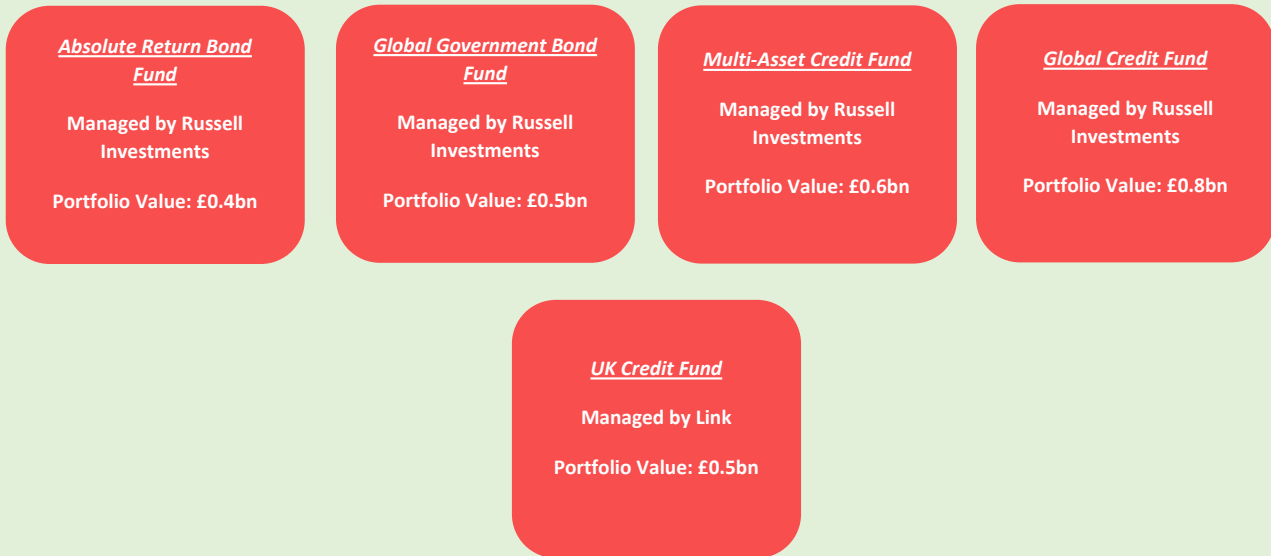 Absolute Return Bond
Fund
Managed by Russell
Investments
Portfolio Value: £0.4bn
Global Government Bond
Fund
Managed by Russell
Investments
Portfolio Value: £0.5bn
Multi-Asset Credit Fund
Managed by Russell
Investments
Portfolio Value: £0.6bn
Global Credit Fund
Managed by Russell
Investments
Portfolio Value: £0.8bn
UK Credit Fund
Managed by Link
Portfolio Value: £0.5bn